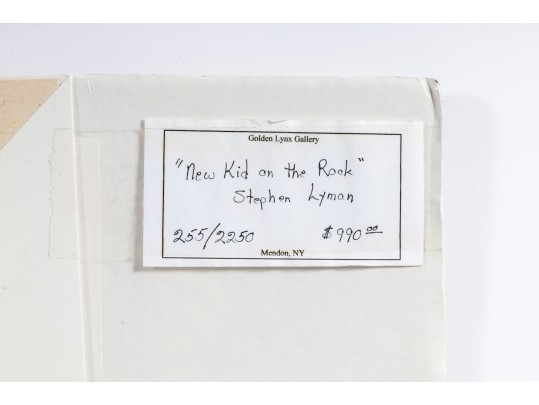 Golden Lynx Gallery
"New Kid on the Rock"
Stephen Lyman
255/2250 $990.00
Mendon, NY